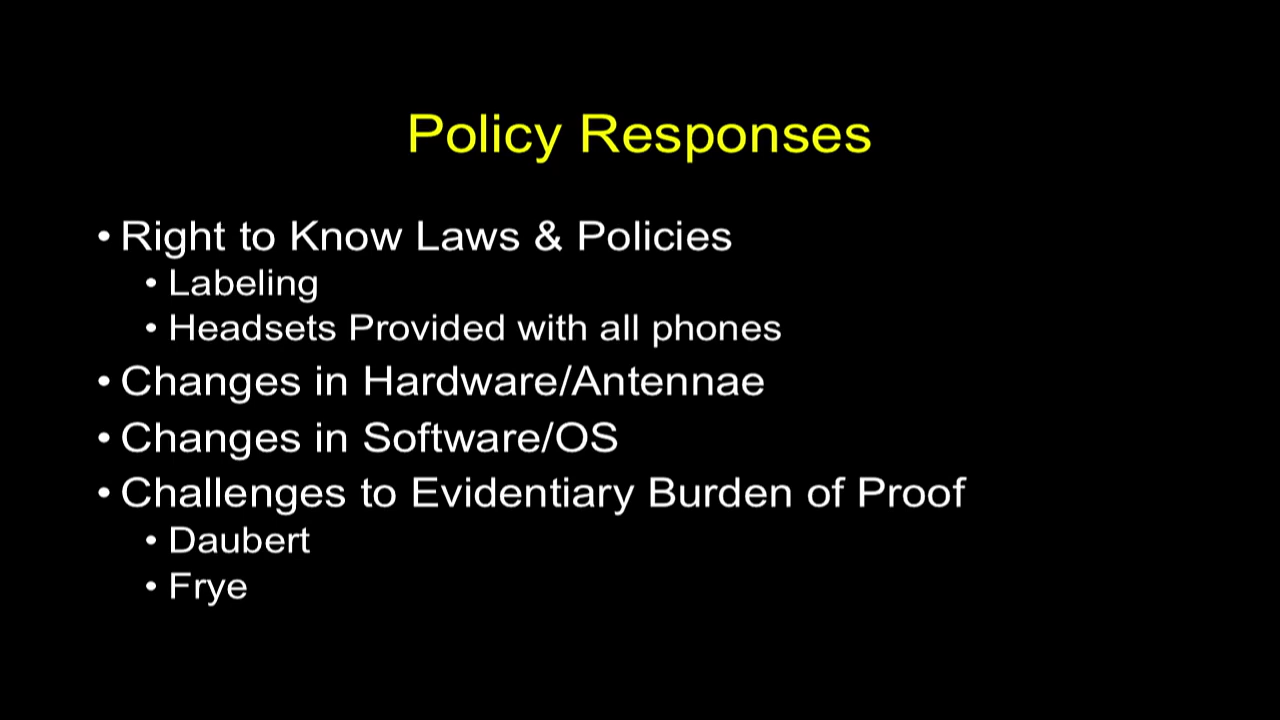 Policy Responses
• Right to Know Laws & Policies
• Labeling
• Headsets Provided with all phones
• Changes in Hardware/Antennae
• Changes in Software/OS
• Challenges to Evidentiary Burden of Proof
• Daubert
• Frye